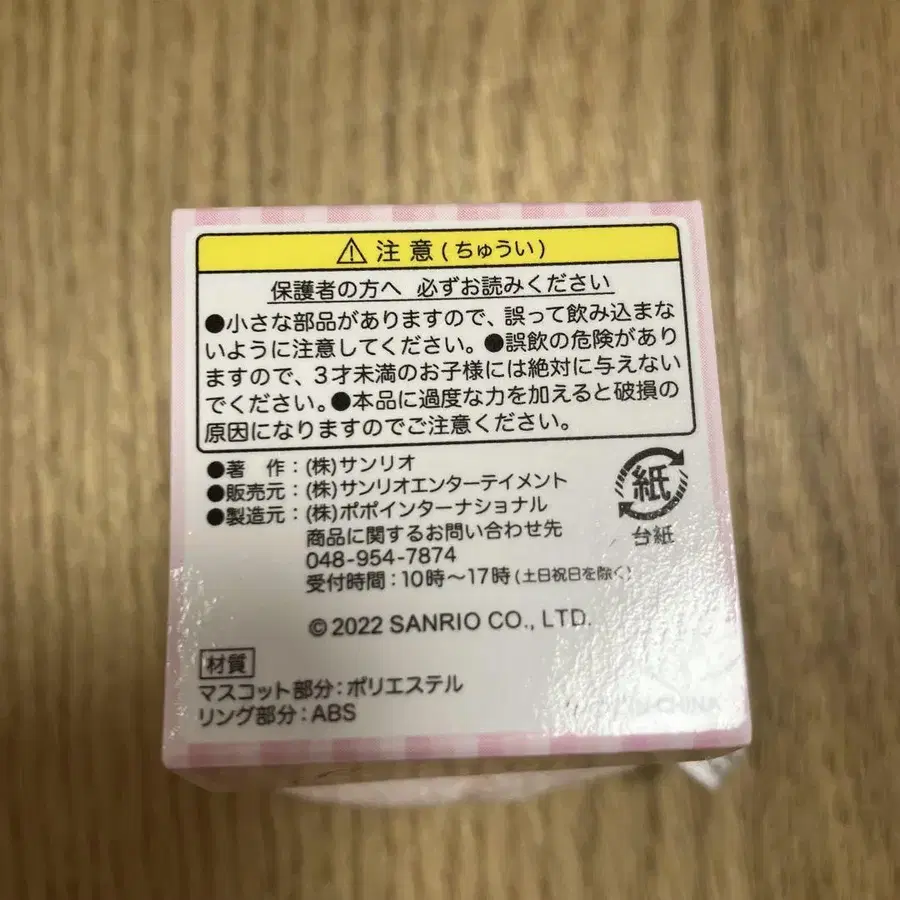 ⚠ 注意(ちゅうい)
保護者の方へ 必ずお読みください
●小さな部品がありますので、誤って飲み込まな
いように注意してください。●誤飲の危険があり
ますので、3才未満のお子様には絶対に与えない
でください。●本品に過度な力を加えると破損の
原因になりますのでご注意ください。
●著 作：(株)サンリオ
●販売元：(株)サンリオエンターテイメント
●製造元：(株)ポポインターナショナル
商品に関するお問い合わせ先
048-954-7874
受付時間：10時～17時(土日祝日を除く)
紙
台紙
©2022 SANRIO CO., LTD.
材質
マスコット部分：ポリエステル
リング部分：ABS
CHINA